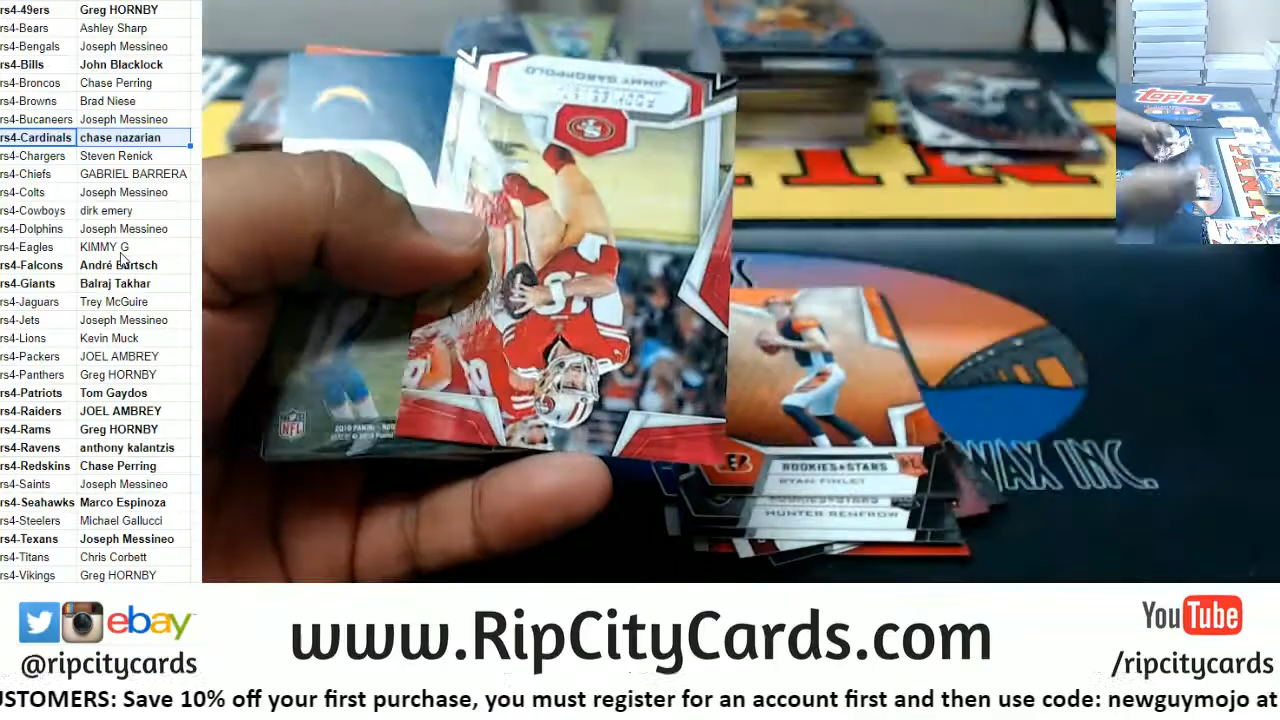 rs4-49ers Greg HORNBY
rs4-Bears Ashley Sharp
rs4-Bengals Joseph Messineo
rs4-Bills John Blacklock
rs4-Broncos Chase Perring
rs4-Browns Brad Niese
rs4-Bucaneers Joseph Messineo
rs4-Cardinals chase nazarian
rs4-Chargers Steven Renick
rs4-Chiefs GABRIEL BARRERA
rs4-Colts Joseph Messineo
rs4-Cowboys dirk emery
rs4-Dolphins Joseph Messineo
rs4-Eagles KIMMY G
rs4-Falcons André Bartsch
rs4-Giants Balraj Takhar
rs4-Jaguars Trey McGuire
rs4-Jets Joseph Messineo
rs4-Lions Kevin Muck
rs4-Packers JOEL AMBREY
rs4-Panthers Greg HORNBY
rs4-Patriots Tom Gaydos
rs4-Raiders JOEL AMBREY
rs4-Rams Greg HORNBY
rs4-Ravens anthony kalantzis
rs4-Redskins Chase Perring
rs4-Saints Joseph Messineo
rs4-Seahawks Marco Espinoza
rs4-Steelers Michael Gallucci
rs4-Texans Joseph Messineo
rs4-Titans Chris Corbett
rs4-Vikings Greg HORNBY
JIMMY GAROPPOLO
NFL
TOPPS
PANINI
ROOKIES & STARS
RYAN FINLEY
HUNTER RENFROW
WAX INC.
ebay
@ripcitycards
www.RipCityCards.com
YouTube
/ripcitycards
USTOMERS: Save 10% off your first purchase, you must register for an account first and then use code: newguymojo at